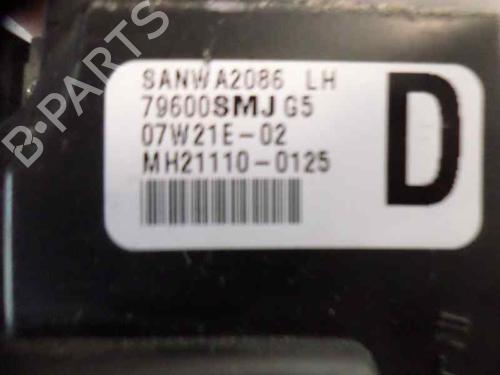 SANWA2086 LH
79600SMJ G5
07W21E-02
MH21110-0125
D
B-PARTS